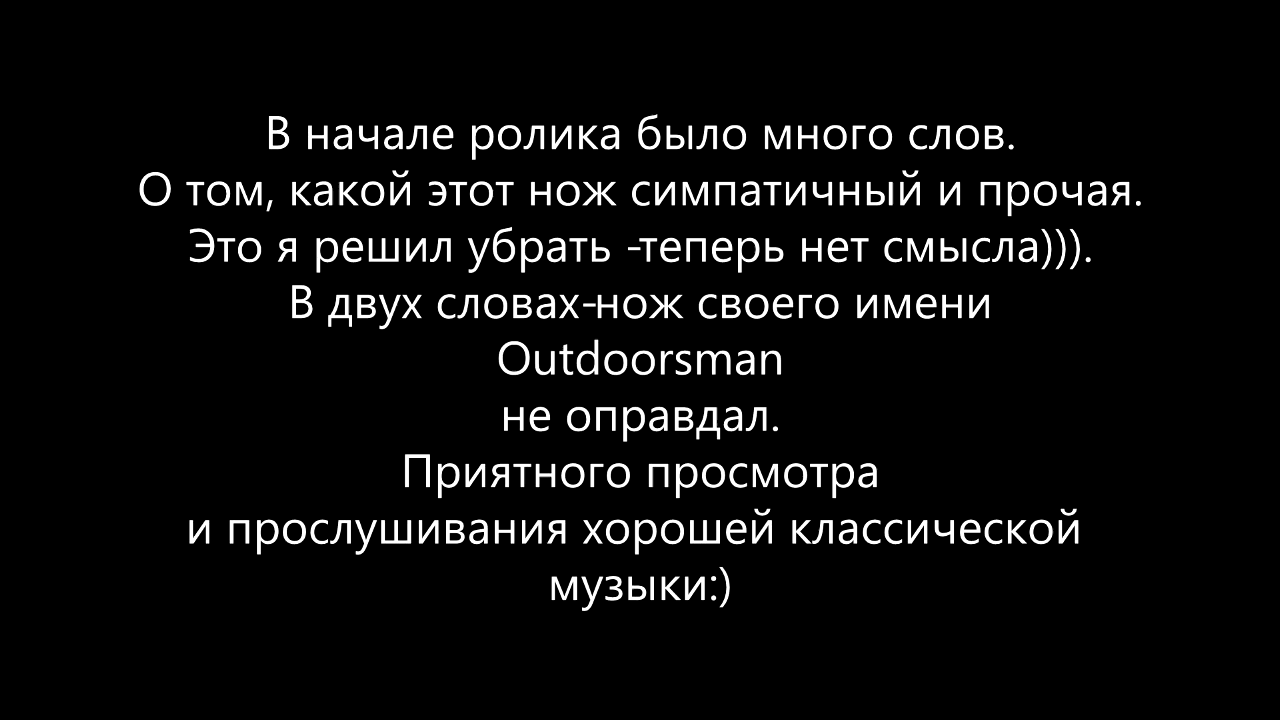 В начале ролика было много слов.
О том, какой этот нож симпатичный и прочая.
Это я решил убрать -теперь нет смысла))).
В двух словах-нож своего имени
Outdoorsman
не оправдал.
Приятного просмотра
и прослушивания хорошей классической
музыки:)